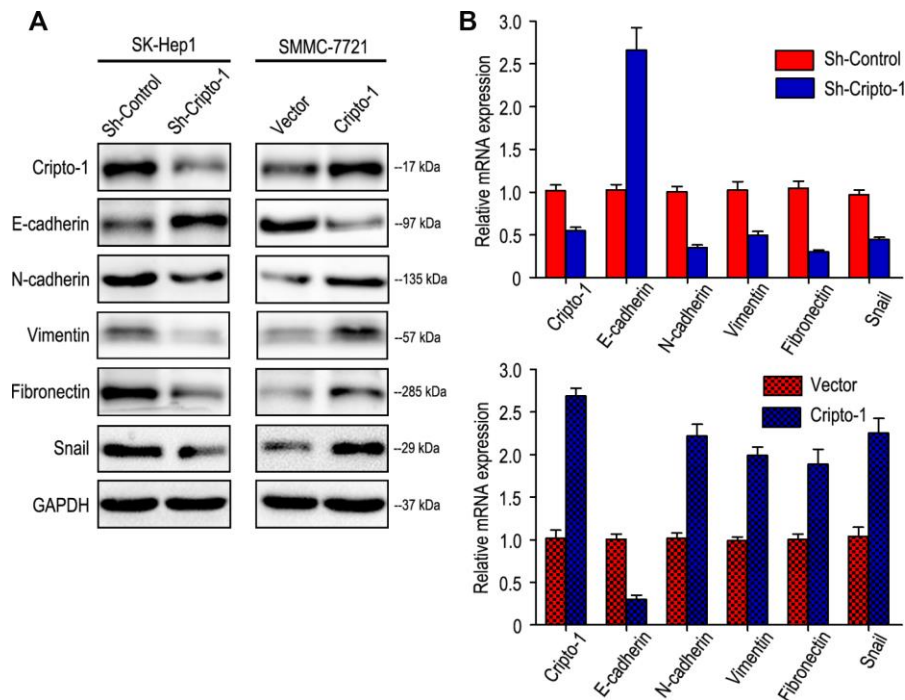 A
SK-Hep1
SMMC-7721
Sh-Control
Sh-Cripto-1
Vector
Cripto-1
Cripto-1
--17 kDa
E-cadherin
--97 kDa
N-cadherin
--135 kDa
Vimentin
--57 kDa
Fibronectin
--285 kDa
Snail
--29 kDa
GAPDH
--37 kDa
B
Relative mRNA expression
3.0
2.5
2.0
1.5
1.0
0.5
0
Sh-Control
Sh-Cripto-1
Cripto-1
E-cadherin
N-cadherin
Vimentin
Fibronectin
Snail
Relative mRNA expression
3.0
2.5
2.0
1.5
1.0
0.5
0.0
Vector
Cripto-1
Cripto-1
E-cadherin
N-cadherin
Vimentin
Fibronectin
Snail